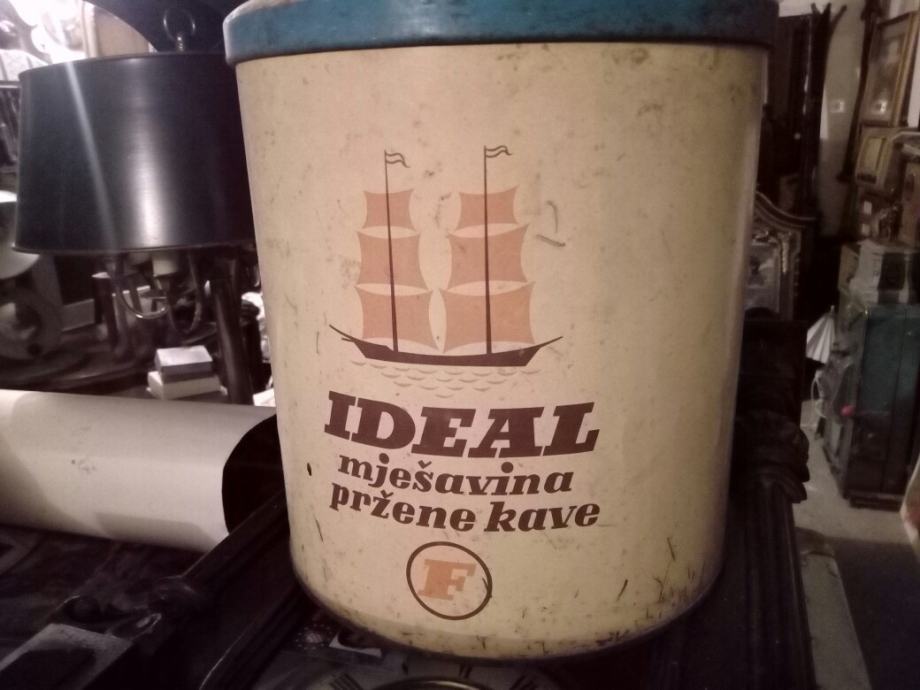 IDEAL
mješavina
pržene kave
F